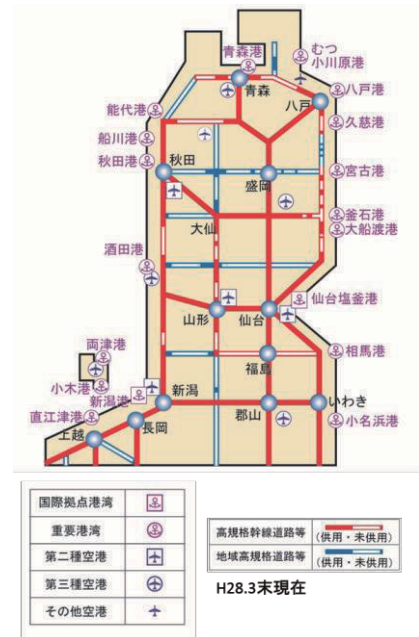 青森港
むつ
小川原港
青森
八戸
八戸港
能代港
久慈港
船川港
秋田港
秋田
盛岡
宮古港
釜石港
大仙
大船渡港
酒田港
仙台塩釜港
山形
仙台
両津港
相馬港
福島
小木港
新潟港
新潟
直江津港
郡山
いわき
小名浜港
長岡
上越
国際拠点港湾
重要港湾
第二種空港
第三種空港
その他空港
高規格幹線道路等
(供用・未供用)
地域高規格道路等
(供用・未供用)
H28.3末現在